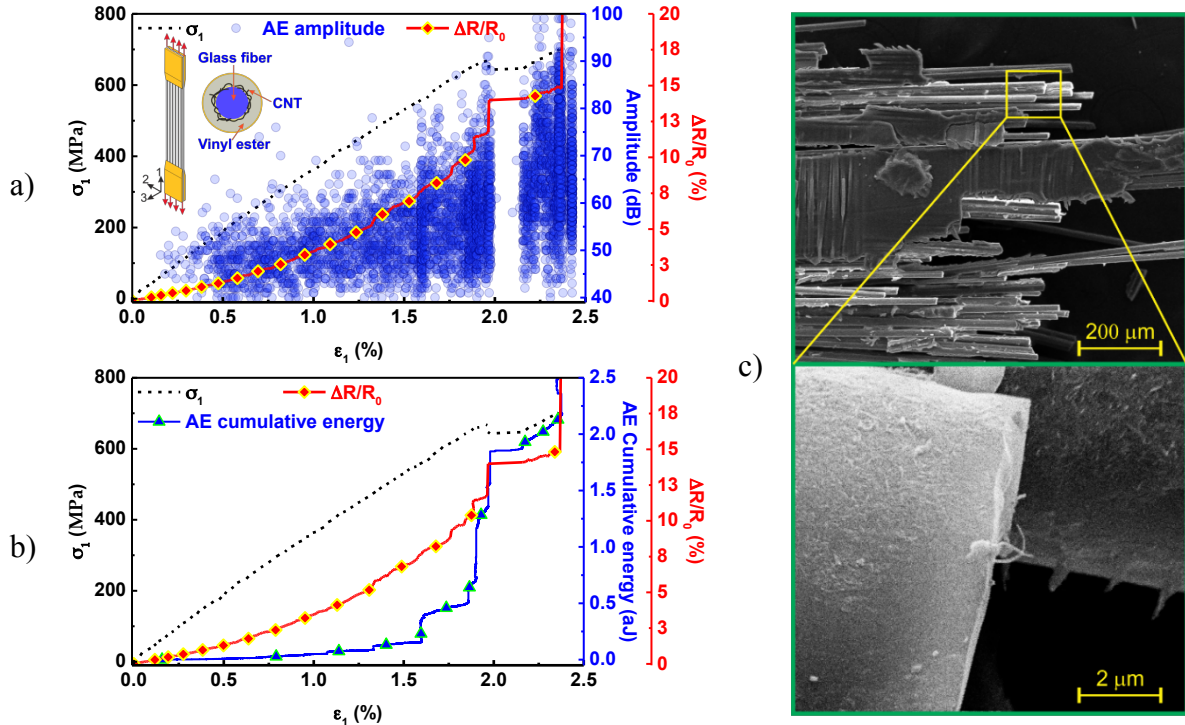 a)
σ₁
AE amplitude
ΔR/R₀
Glass fiber
CNT
Vinyl ester
1
2
3
800
600
400
200
0
σ₁ (MPa)
0.0 0.5 1.0 1.5 2.0 2.5
ε₁ (%)
100
90
80
70
60
50
40
Amplitude (dB)
20
18
15
13
10
8
5
3
0
ΔR/R₀ (%)
b)
σ₁
ΔR/R₀
AE cumulative energy
800
600
400
200
0
σ₁ (MPa)
0.0 0.5 1.0 1.5 2.0 2.5
ε₁ (%)
2.5
2.0
1.5
1.0
0.5
0.0
AE Cumulative energy (aJ)
20
18
15
13
10
8
5
3
0
ΔR/R₀ (%)
c)
200 μm
2 μm